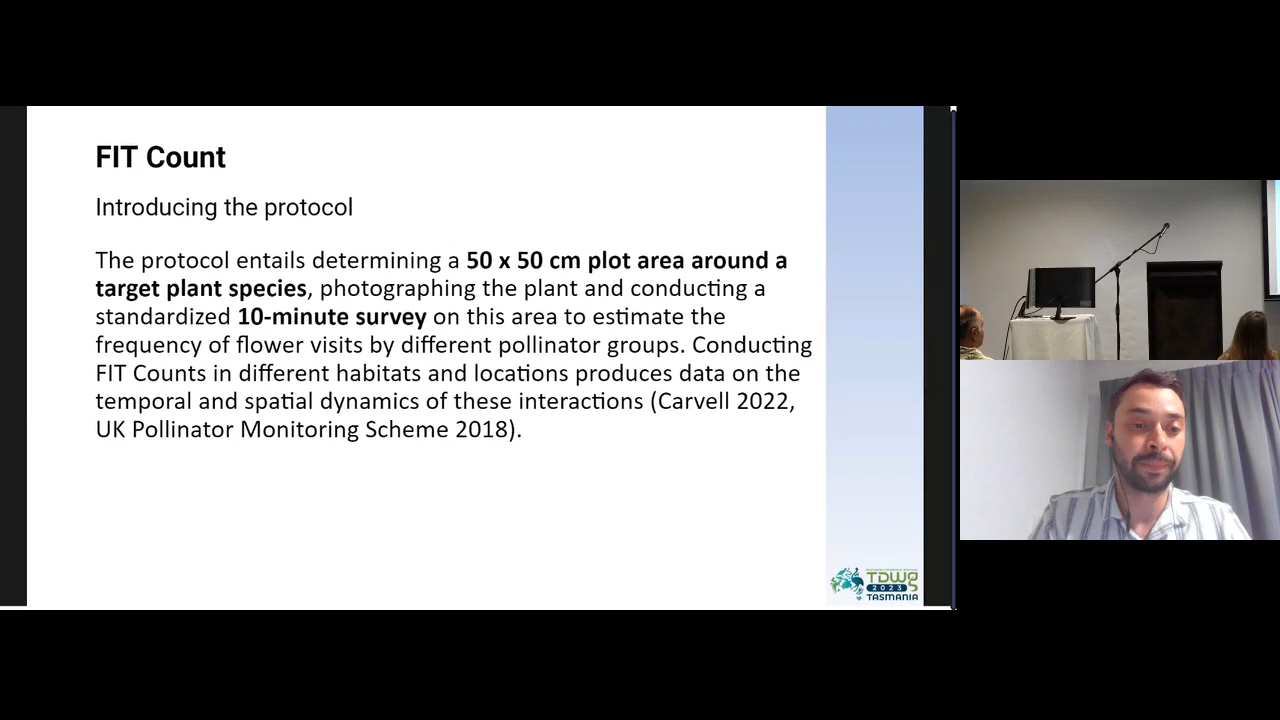 FIT Count
Introducing the protocol
The protocol entails determining a 50 x 50 cm plot area around a
target plant species, photographing the plant and conducting a
standardized 10-minute survey on this area to estimate the
frequency of flower visits by different pollinator groups. Conducting
FIT Counts in different habitats and locations produces data on the
temporal and spatial dynamics of these interactions (Carvell 2022,
UK Pollinator Monitoring Scheme 2018).
TDWG
2023
TASMANIA